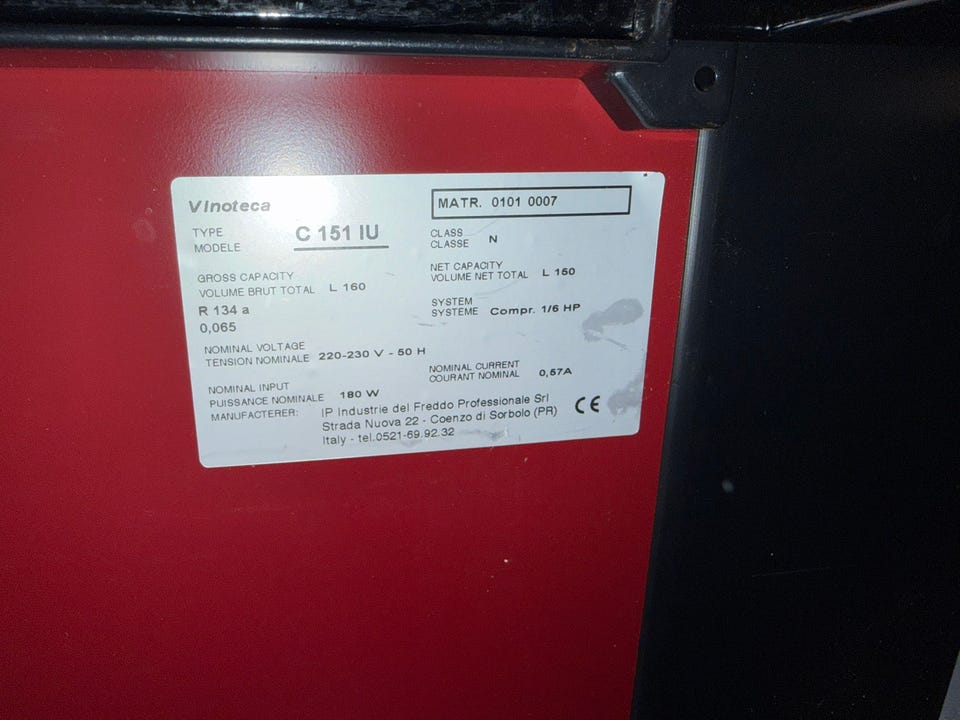 Vinoteca
MATR. 0101 0007
TYPE
MODELE
C 151 IU
CLASS
CLASSE N
GROSS CAPACITY
VOLUME BRUT TOTAL L 160
NET CAPACITY
VOLUME NET TOTAL L 150
R 134 a
0,065
SYSTEM
SYSTEME Compr. 1/6 HP
NOMINAL VOLTAGE
TENSION NOMINALE 220-230 V - 50 H
NOMINAL CURRENT
COURANT NOMINAL 0,67A
NOMINAL INPUT
PUISSANCE NOMINALE 180 W
MANUFACTERER: IP Industrie del Freddo Professionale Srl
Strada Nuova 22 - Coenzo di Sorbolo (PR)
Italy - tel.0521-69.92.32
CE